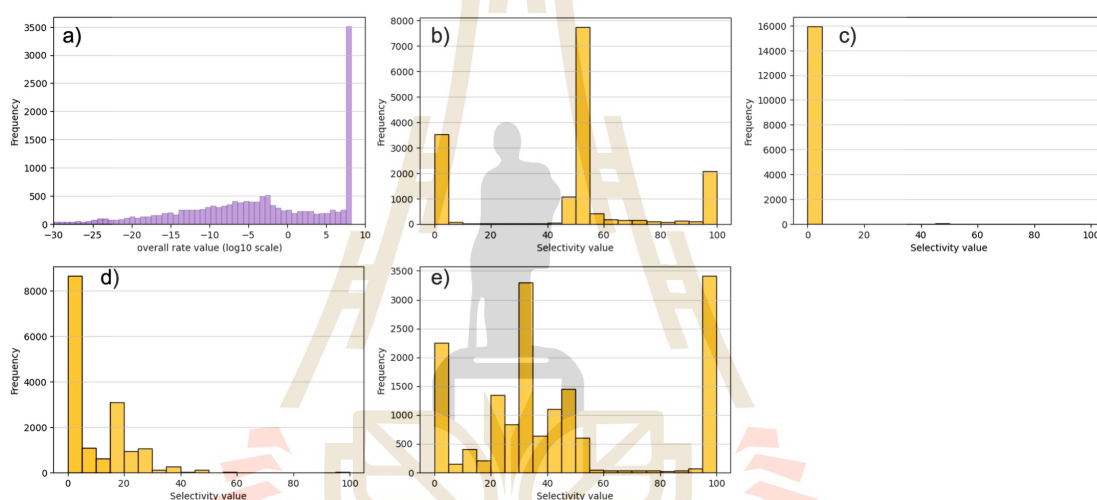 a)
Frequency
3500
3000
2500
2000
1500
1000
500
0
−30 −25 −20 −15 −10 −5 0 5 10
overall rate value (log10 scale)
b)
Frequency
8000
7000
6000
5000
4000
3000
2000
1000
0
0 20 40 60 80 100
Selectivity value
c)
Frequency
16000
14000
12000
10000
8000
6000
4000
2000
0
0 20 40 60 80 100
Selectivity value
d)
Frequency
8000
6000
4000
2000
0
0 20 40 60 80 100
Selectivity value
e)
Frequency
3500
3000
2500
2000
1500
1000
500
0
0 20 40 60 80 100
Selectivity value